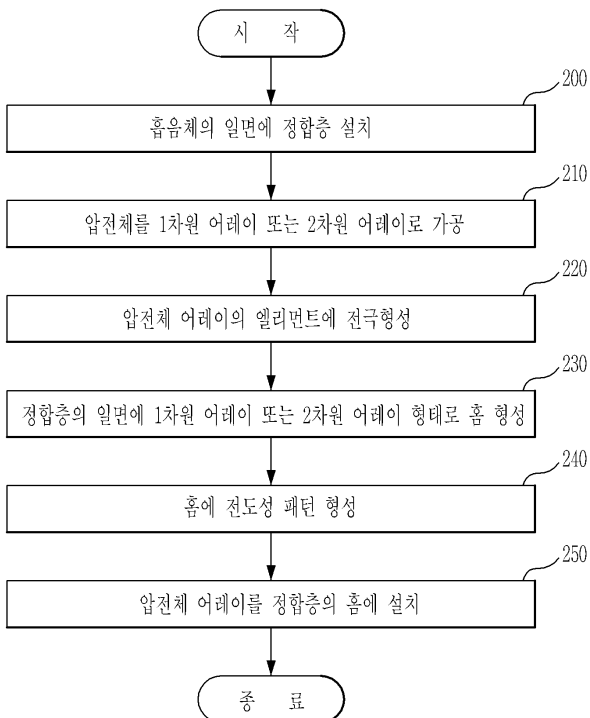 시 작
200
흡음체의 일면에 정합층 설치
210
압전체를 1차원 어레이 또는 2차원 어레이로 가공
220
압전체 어레이의 엘리먼트에 전극형성
230
정합층의 일면에 1차원 어레이 또는 2차원 어레이 형태로 홈 형성
240
홈에 전도성 패턴 형성
250
압전체 어레이를 정합층의 홈에 설치
종 료